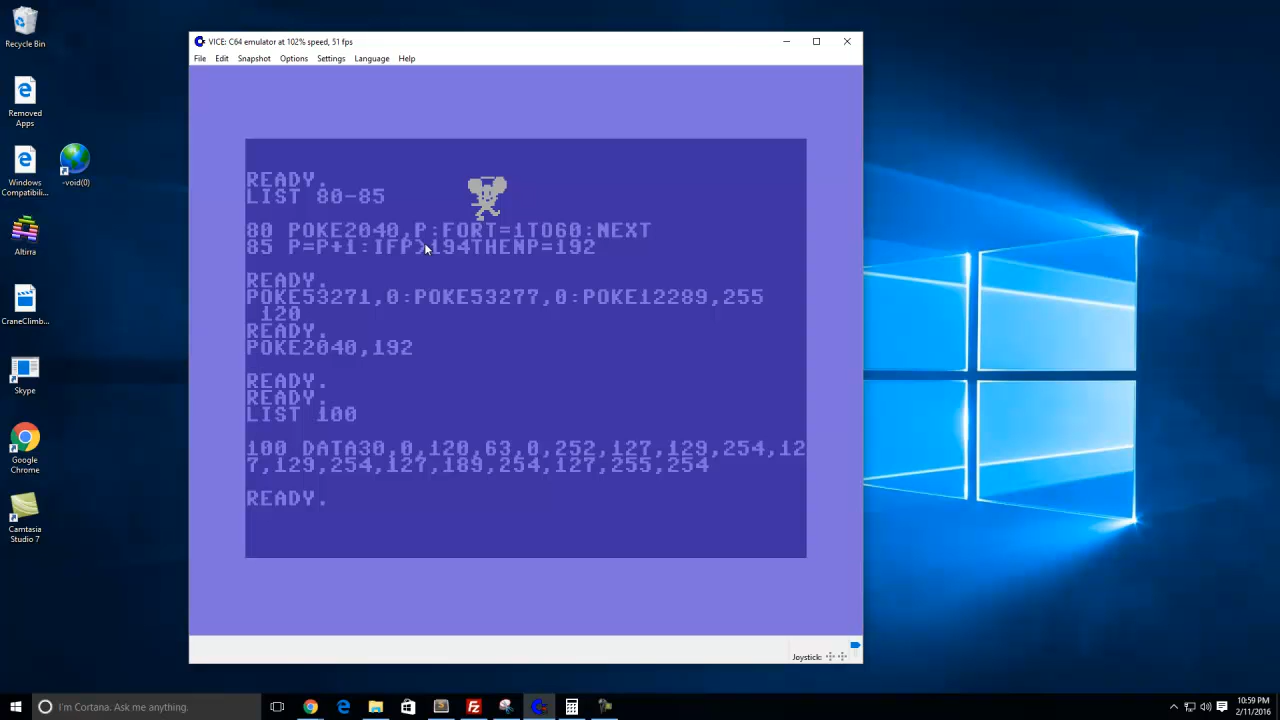 Recycle Bin
Removed Apps
Windows Compatibili...
-void(0)
Altirra
CraneClimb...
Skype
Google Chrome
Camtasia Studio 7
VICE: C64 emulator at 102% speed, 51 fps
File Edit Snapshot Options Settings Language Help
READY.
LIST 80-85
80 POKE2040,P:FORT=1TO60:NEXT
85 P=P+1:IFP>194THENP=192
READY.
POKE53271,0:POKE53277,0:POKE12289,255
120
READY.
POKE2040,192
READY.
READY.
LIST 100
100 DATA30,0,120,63,0,252,127,129,254,12
7,129,254,127,189,254,127,255,254
READY.
Joystick:
I'm Cortana. Ask me anything.
10:59 PM
2/11/2016